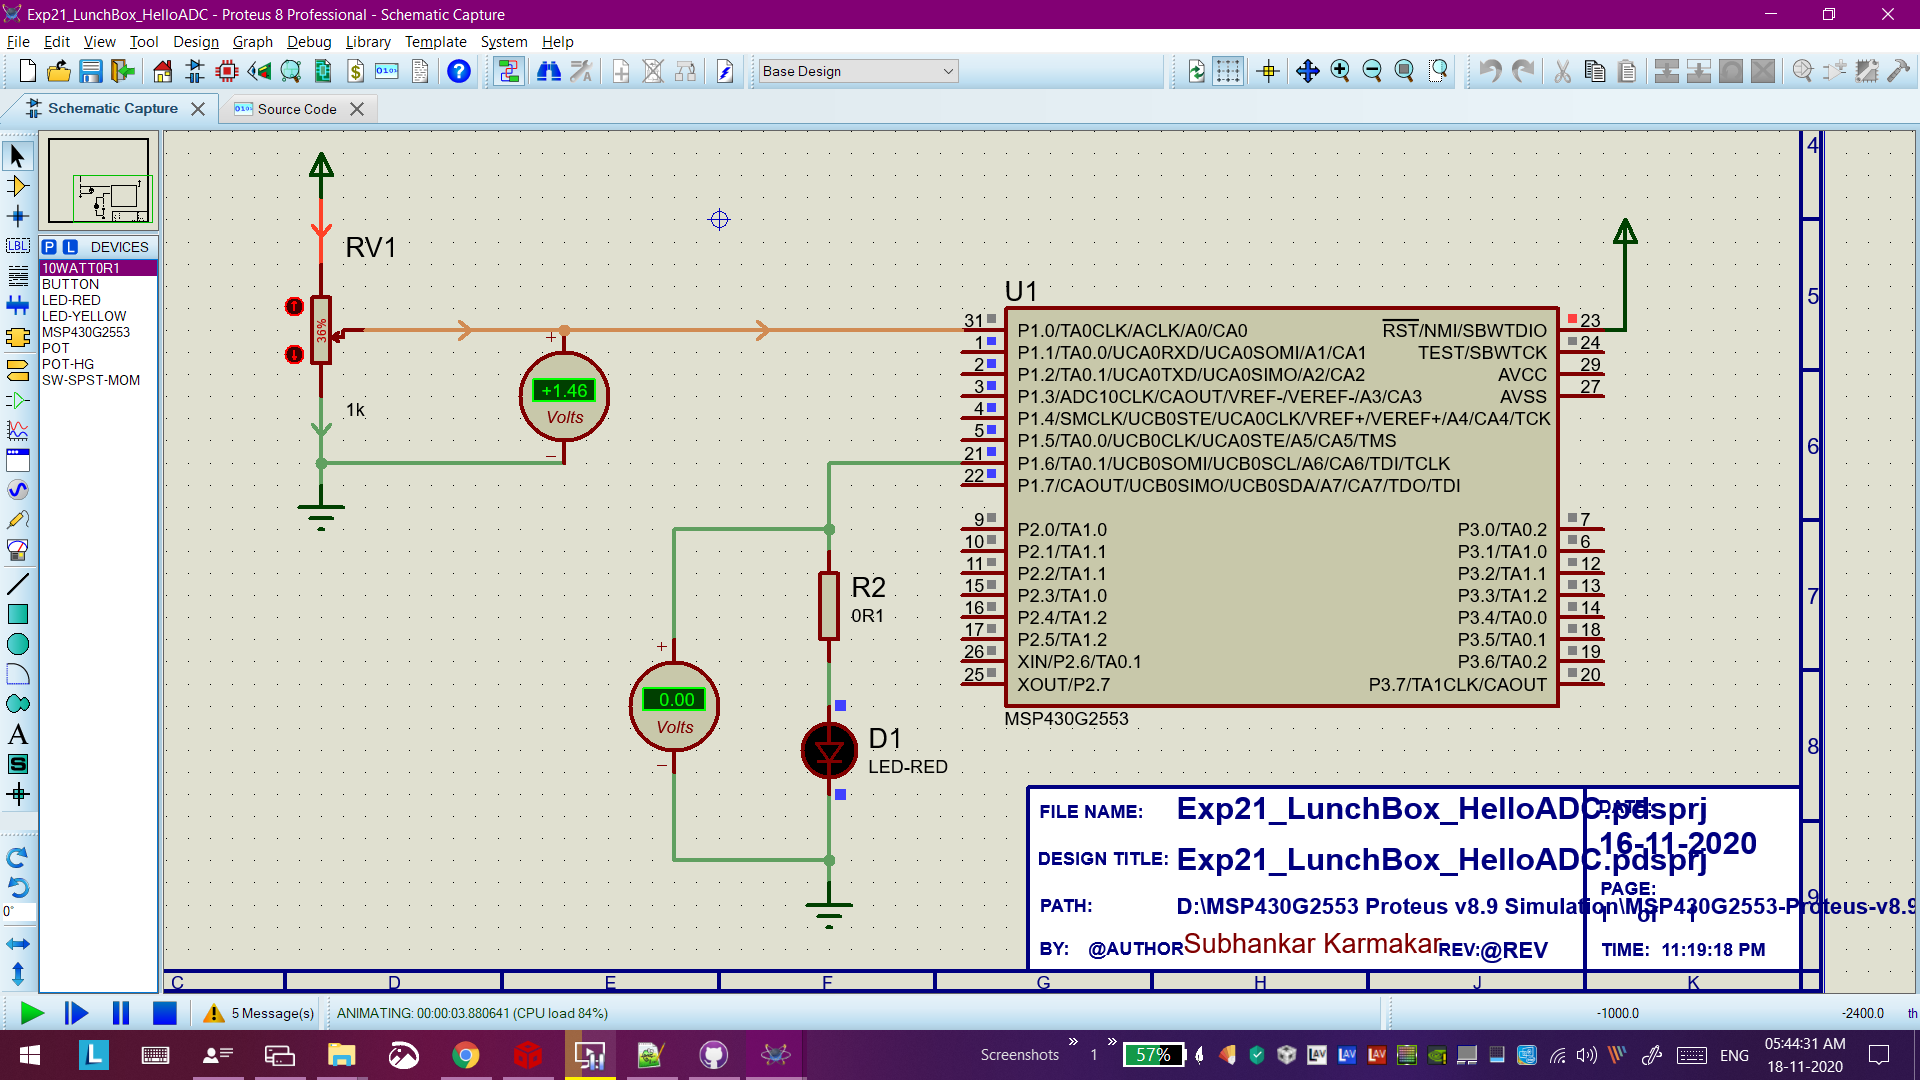 Exp21_LunchBox_HelloADC - Proteus 8 Professional - Schematic Capture
File Edit View Tool Design Graph Debug Library Template System Help
Base Design
Schematic Capture
Source Code
P L DEVICES
10WATT0R1
BUTTON
LED-RED
LED-YELLOW
MSP430G2553
POT
POT-HG
SW-SPST-MOM
LBL
A
S
0°
RV1
36%
1k
+
+1.46
Volts
−
+
0.00
Volts
−
R2
0R1
D1
LED-RED
U1
31 P1.0/TA0CLK/ACLK/A0/CA0
1 P1.1/TA0.0/UCA0RXD/UCA0SOMI/A1/CA1
2 P1.2/TA0.1/UCA0TXD/UCA0SIMO/A2/CA2
3 P1.3/ADC10CLK/CAOUT/VREF-/VEREF-/A3/CA3
4 P1.4/SMCLK/UCB0STE/UCA0CLK/VREF+/VEREF+/A4/CA4/TCK
5 P1.5/TA0.0/UCB0CLK/UCA0STE/A5/CA5/TMS
21 P1.6/TA0.1/UCB0SOMI/UCB0SCL/A6/CA6/TDI/TCLK
22 P1.7/CAOUT/UCB0SIMO/UCB0SDA/A7/CA7/TDO/TDI
9 P2.0/TA1.0
10 P2.1/TA1.1
11 P2.2/TA1.1
15 P2.3/TA1.0
16 P2.4/TA1.2
17 P2.5/TA1.2
26 XIN/P2.6/TA0.1
25 XOUT/P2.7
RST/NMI/SBWTDIO 23
TEST/SBWTCK 24
AVCC 29
AVSS 27
P3.0/TA0.2 7
P3.1/TA1.0 6
P3.2/TA1.1 12
P3.3/TA1.2 13
P3.4/TA0.0 14
P3.5/TA0.1 18
P3.6/TA0.2 19
P3.7/TA1CLK/CAOUT 20
MSP430G2553
4
5
6
7
8
9
FILE NAME: Exp21_LunchBox_HelloADC.pdsprj
DATE:
16-11-2020
DESIGN TITLE: Exp21_LunchBox_HelloADC.pdsprj
PAGE:
1 of 1
PATH: D:\MSP430G2553 Proteus v8.9 Simulation\MSP430G2553-Proteus-v8.9
BY: @AUTHOR Subhankar Karmakar REV:@REV
TIME: 11:19:18 PM
C D E F G H J K
5 Message(s)
ANIMATING: 00:00:03.880641 (CPU load 84%)
-1000.0
-2400.0
th
L
Screenshots
1
57%
LAV
LAV
LAV
ENG
05:44:31 AM
18-11-2020